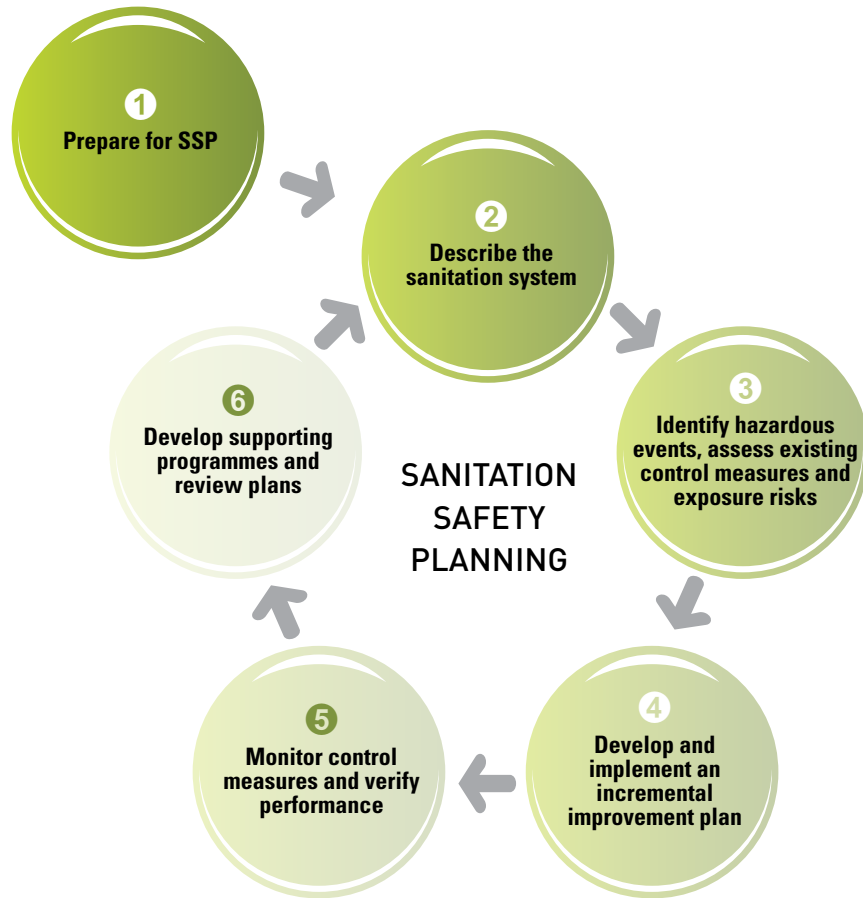 1
Prepare for SSP
2
Describe the
sanitation system
3
Identify hazardous
events, assess existing
control measures and
exposure risks
4
Develop and
implement an
incremental
improvement plan
5
Monitor control
measures and verify
performance
6
Develop supporting
programmes and
review plans
SANITATION
SAFETY
PLANNING